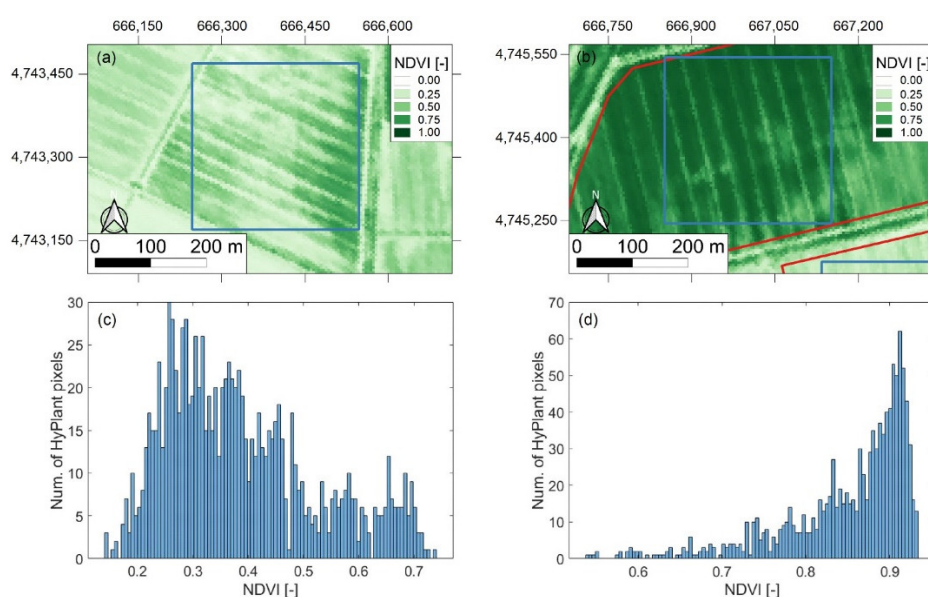 666,150 666,300 666,450 666,600
4,743,450
4,743,300
4,743,150
(a)
NDVI [-]
0.00
0.25
0.50
0.75
1.00
N
0 100 200 m
666,750 666,900 667,050 667,200
4,745,550
4,745,400
4,745,250
(b)
NDVI [-]
0.00
0.25
0.50
0.75
1.00
N
0 100 200 m
(c)
Num. of HyPlant pixels
30
25
20
15
10
5
0
0.2 0.3 0.4 0.5 0.6 0.7
NDVI [-]
(d)
Num. of HyPlant pixels
70
60
50
40
30
20
10
0
0.6 0.7 0.8 0.9
NDVI [-]